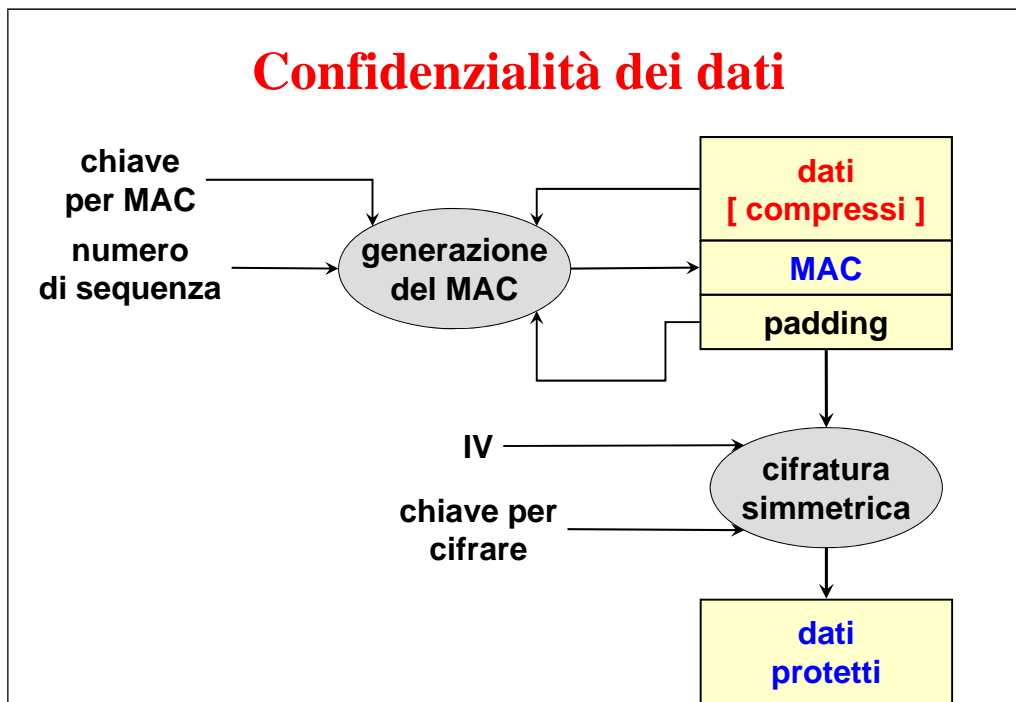 Confidenzialità dei dati
chiave
per MAC
numero
di sequenza
generazione
del MAC
dati
[ compressi ]
MAC
padding
IV
chiave per
cifrare
cifratura
simmetrica
dati
protetti